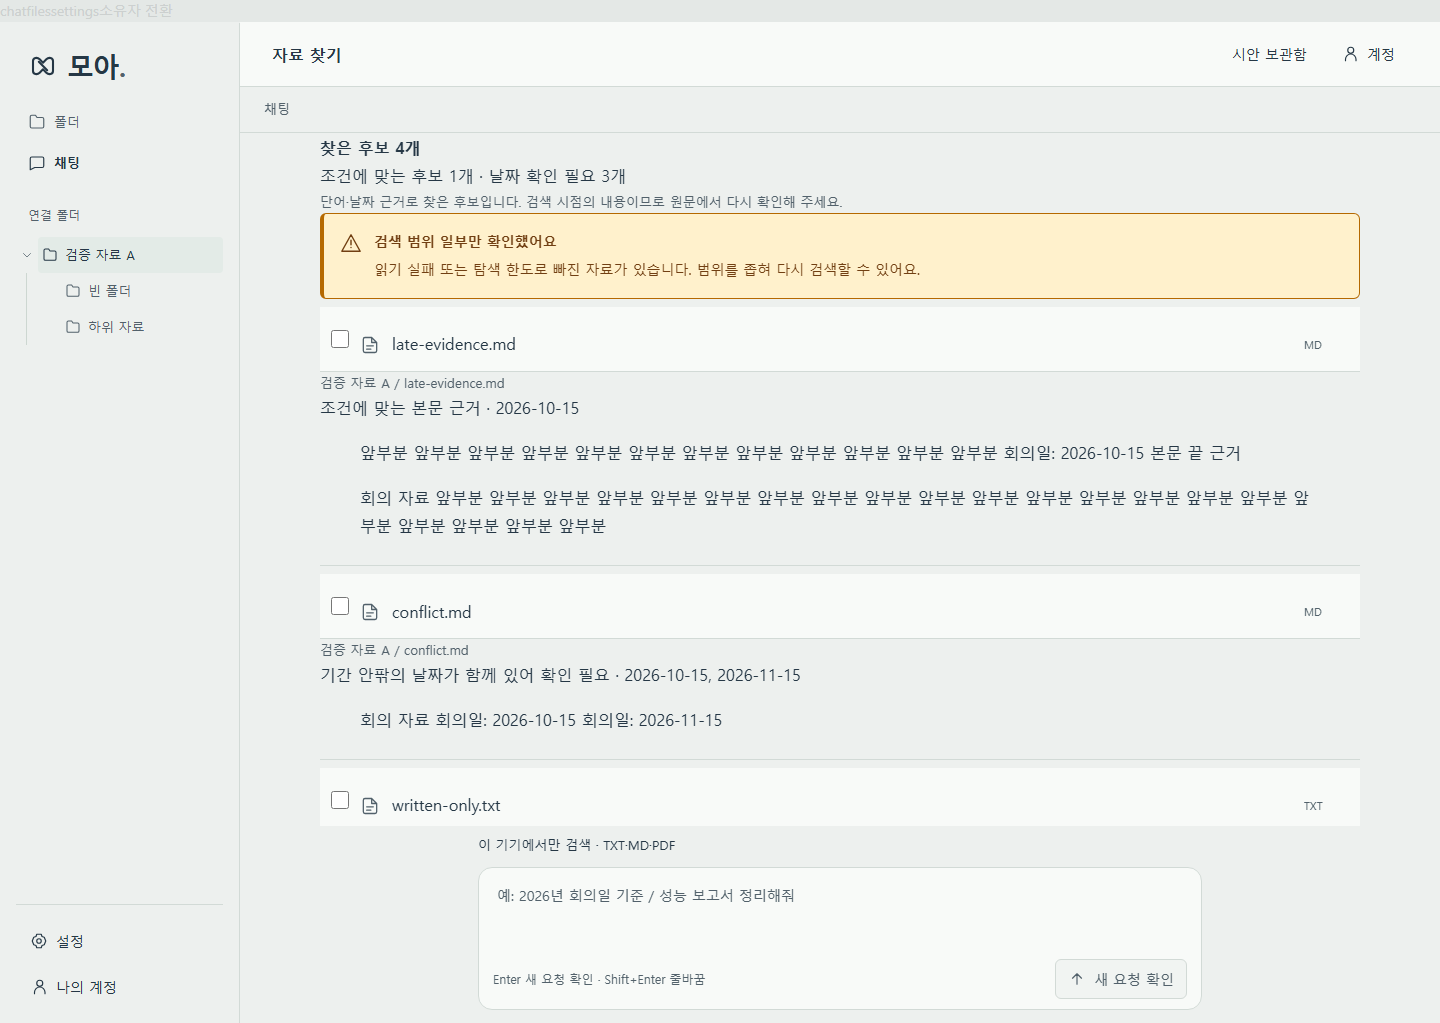 chatfilessettings소유자 전환
모아.
폴더
채팅
연결 폴더
검증 자료 A
빈 폴더
하위 자료
설정
나의 계정
자료 찾기
시안 보관함
계정
채팅
찾은 후보 4개
조건에 맞는 후보 1개 · 날짜 확인 필요 3개
단어·날짜 근거로 찾은 후보입니다. 검색 시점의 내용이므로 원문에서 다시 확인해 주세요.
검색 범위 일부만 확인했어요
읽기 실패 또는 탐색 한도로 빠진 자료가 있습니다. 범위를 좁혀 다시 검색할 수 있어요.
late-evidence.md
MD
검증 자료 A / late-evidence.md
조건에 맞는 본문 근거 · 2026-10-15
앞부분 앞부분 앞부분 앞부분 앞부분 앞부분 앞부분 앞부분 앞부분 앞부분 앞부분 앞부분 회의일: 2026-10-15 본문 끝 근거
회의 자료 앞부분 앞부분 앞부분 앞부분 앞부분 앞부분 앞부분 앞부분 앞부분 앞부분 앞부분 앞부분 앞부분 앞부분 앞부분 앞부분 앞
부분 앞부분 앞부분 앞부분 앞부분
conflict.md
MD
검증 자료 A / conflict.md
기간 안팎의 날짜가 함께 있어 확인 필요 · 2026-10-15, 2026-11-15
회의 자료 회의일: 2026-10-15 회의일: 2026-11-15
written-only.txt
TXT
이 기기에서만 검색 · TXT·MD·PDF
예: 2026년 회의일 기준 / 성능 보고서 정리해줘
Enter 새 요청 확인 · Shift+Enter 줄바꿈
새 요청 확인